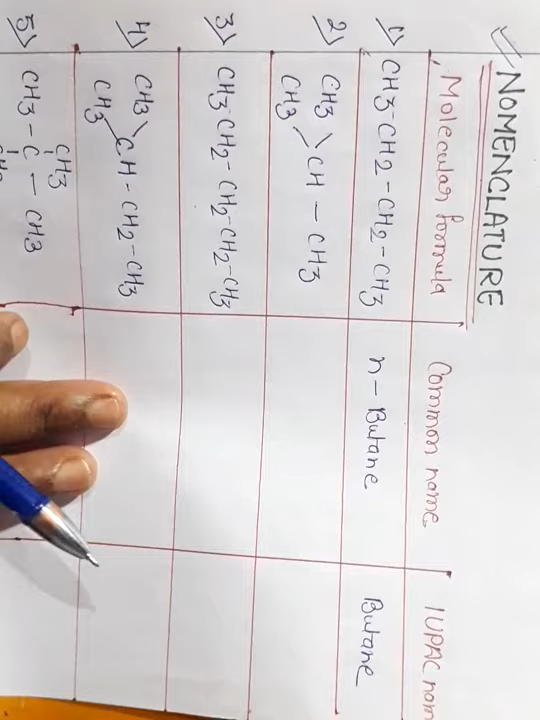 NOMENCLATURE
Molecular formula Common name IUPAC nam
1) CH3-CH2-CH2-CH3 n-Butane Butane
2) CH3
CH3 > CH - CH3
3) CH3-CH2-CH2-CH2-CH3
4) CH3
CH3 > CH-CH2-CH3
5) CH3
CH3 - C - CH3